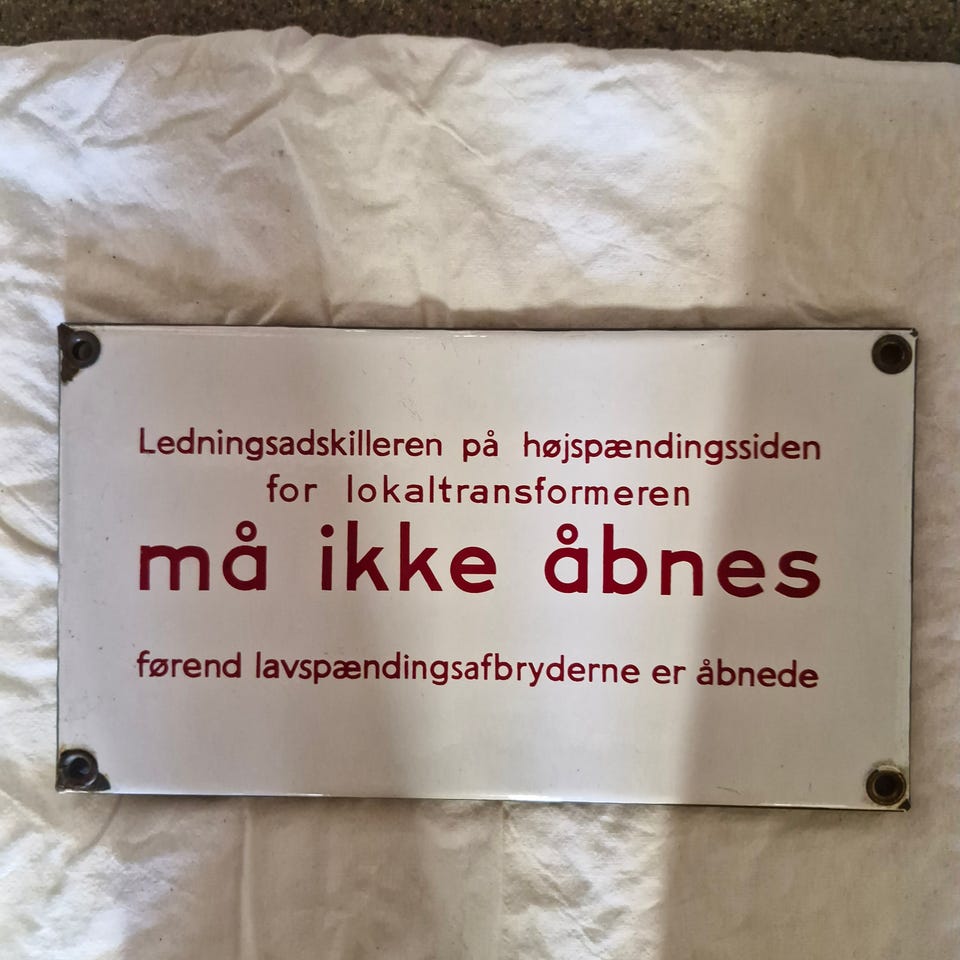 Ledningsadskilleren på højspændingssiden
for lokaltransformeren
må ikke åbnes
førend lavspændingsafbryderne er åbnede